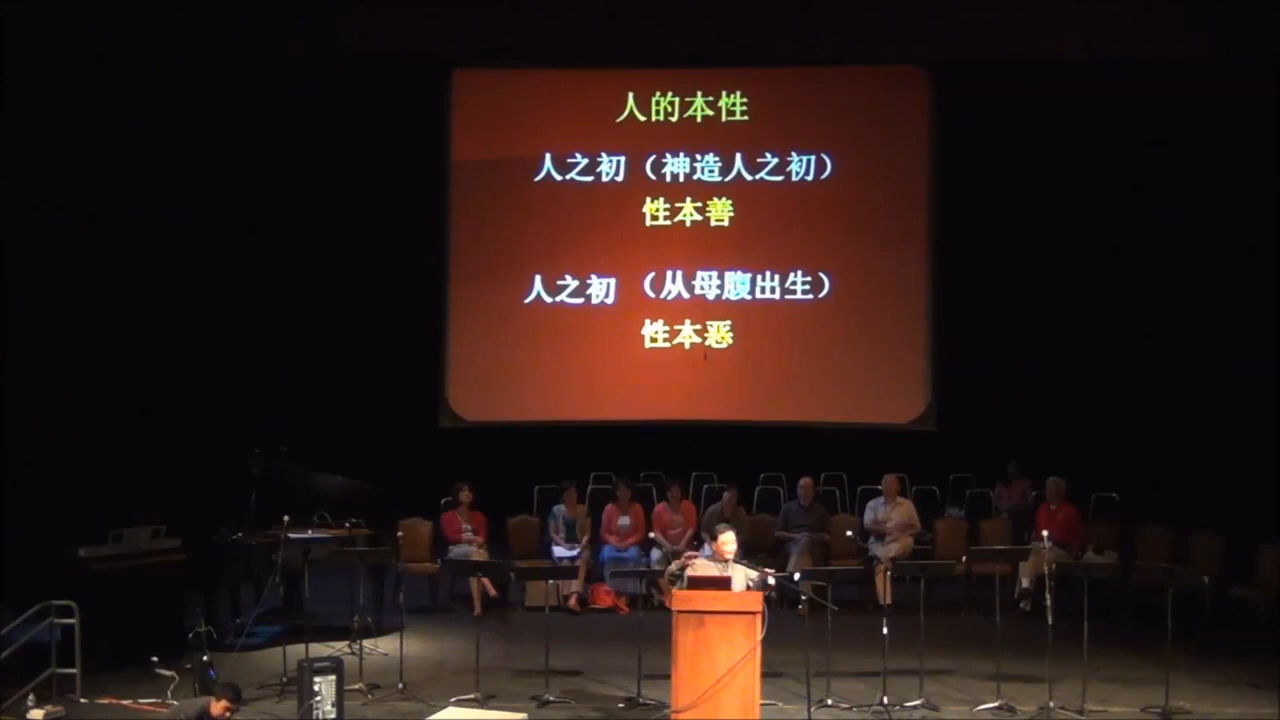 人的本性
人之初（神造人之初）
性本善
人之初（从母腹出生）
性本恶